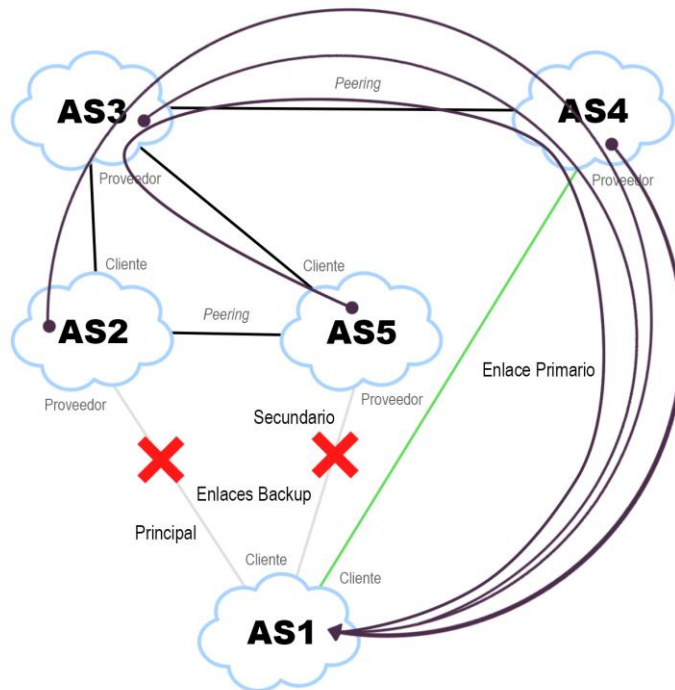 Peering
AS3
AS4
Proveedor
Proveedor
Cliente
Cliente
Peering
AS2
AS5
Enlace Primario
Proveedor
Proveedor
Secundario
Enlaces Backup
Principal
Cliente
Cliente
AS1